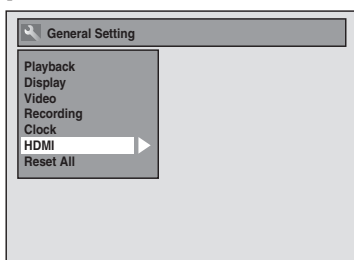 General Setting
Playback
Display
Video
Recording
Clock
HDMI
Reset All